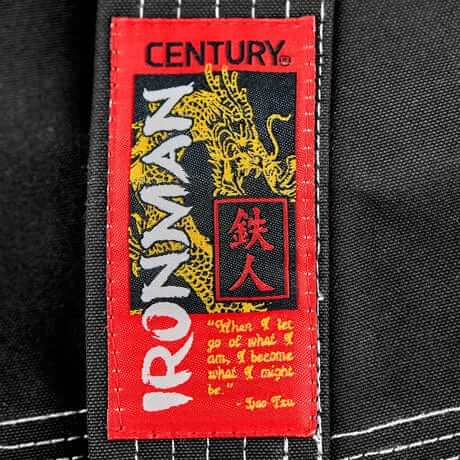 CENTURY®
IRONMAN
鉄
人
"When I let
go of what I
am, I become
what I might
be."
- Lao Tzu